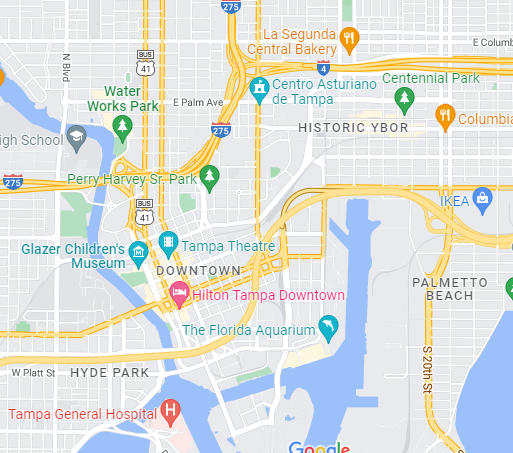 275
La Segunda
Central Bakery
E Columb
N Blvd
BUS
41
4
Centennial Park
Water
Works Park
Centro Asturiano
de Tampa
E Palm Ave
Columbia
HISTORIC YBOR
275
igh School
275
Perry Harvey Sr. Park
IKEA
BUS
41
Glazer Children's
Museum
Tampa Theatre
DOWNTOWN
PALMETTO
BEACH
Hilton Tampa Downtown
The Florida Aquarium
W Platt St
HYDE PARK
S 20th St
Tampa General Hospital
H
Google